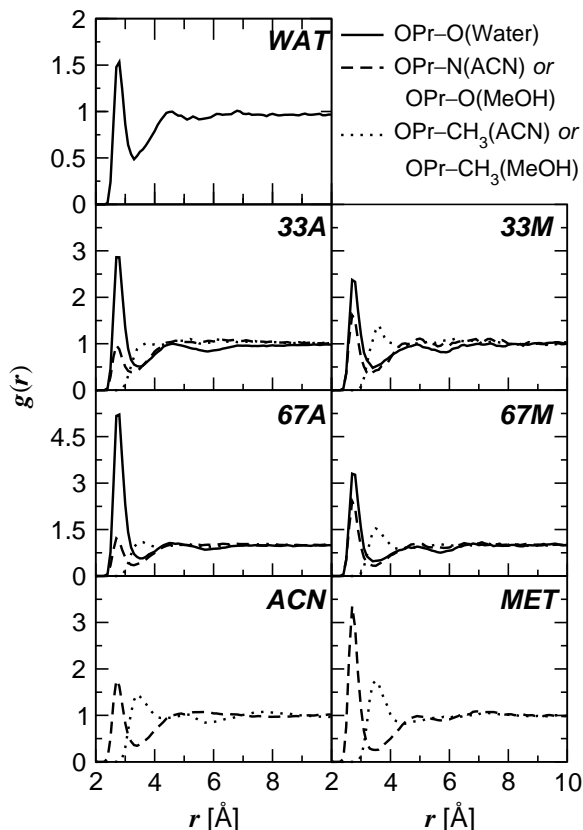 WAT
OPr–O(Water)
OPr–N(ACN) or
OPr–O(MeOH)
OPr–CH3(ACN) or
OPr–CH3(MeOH)
2
1.5
1
0.5
0
33A
33M
3
2
1
0
g(r)
67A
67M
4.5
3
1.5
0
ACN
MET
3
2
1
0
2 4 6 8 2 4 6 8 10
r [Å] r [Å]